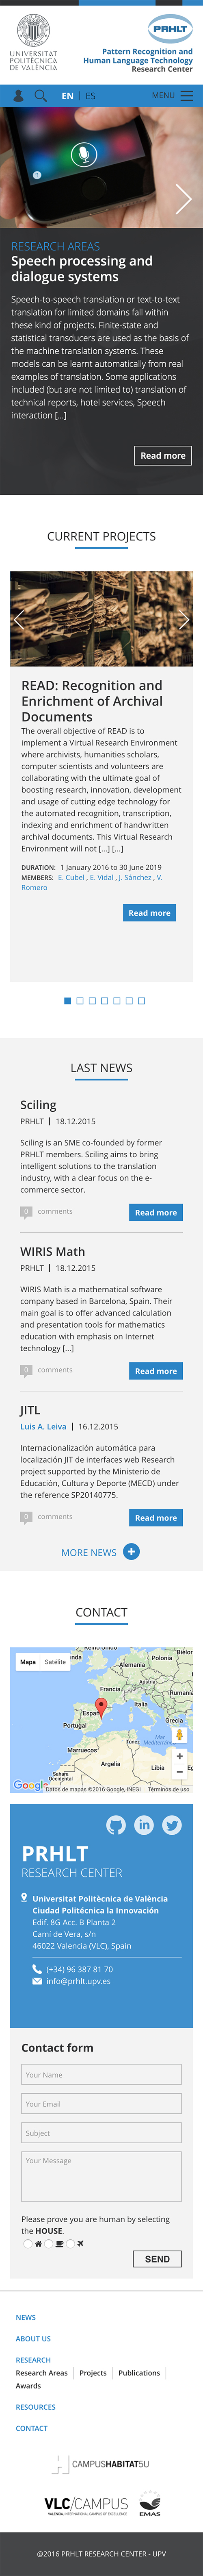 UNIVERSITAT
POLITÈCNICA
DE VALÈNCIA
PRHLT
Pattern Recognition and
Human Language Technology
Research Center
EN | ES
MENU
RESEARCH AREAS
Speech processing and
dialogue systems
Speech-to-speech translation or text-to-text
translation for limited domains fall within
these kind of projects. Finite-state and
statistical transducers are used as the basis of
the machine translation systems. These
models can be learnt automatically from real
examples of translation. Some applications
included (but are not limited to) translation of
technical reports, hotel services, Speech
interaction [...]
Read more
CURRENT PROJECTS
READ: Recognition and
Enrichment of Archival
Documents
The overall objective of READ is to
implement a Virtual Research Environment
where archivists, humanities scholars,
computer scientists and volunteers are
collaborating with the ultimate goal of
boosting research, innovation, development
and usage of cutting edge technology for
the automated recognition, transcription,
indexing and enrichment of handwritten
archival documents. This Virtual Research
Environment will not [...] [...]
DURATION: 1 January 2016 to 30 June 2019
MEMBERS: E. Cubel , E. Vidal , J. Sánchez , V.
Romero
Read more
LAST NEWS
Sciling
PRHLT | 18.12.2015
Sciling is an SME co-founded by former
PRHLT members. Sciling aims to bring
intelligent solutions to the translation
industry, with a clear focus on the e-
commerce sector.
0 comments
Read more
WIRIS Math
PRHLT | 18.12.2015
WIRIS Math is a mathematical software
company based in Barcelona, Spain. Their
main goal is to offer advanced calculation
and presentation tools for mathematics
education with emphasis on Internet
technology [...]
0 comments
Read more
JITL
Luis A. Leiva | 16.12.2015
Internacionalización automática para
localización JIT de interfaces web Research
project supported by the Ministerio de
Educación, Cultura y Deporte (MECD) under
the reference SP20140775.
0 comments
Read more
MORE NEWS
CONTACT
Mapa Satélite
Reino Unido
Polonia
Alemania
Francia
Italia
Rumanía
España
Portugal
Grecia
Mar
Mediterráneo
Marruecos
Argelia
Libia
Sahara
Occidental
Google
Datos de mapas ©2016 Google, INEGI
Términos de uso
PRHLT
RESEARCH CENTER
Universitat Politècnica de València
Ciudad Politécnica la Innovación
Edif. 8G Acc. B Planta 2
Camí de Vera, s/n
46022 Valencia (VLC), Spain
(+34) 96 387 81 70
info@prhlt.upv.es
Contact form
Your Name
Your Email
Subject
Your Message
Please prove you are human by selecting
the HOUSE.
SEND
NEWS
ABOUT US
RESEARCH
Research Areas | Projects | Publications |
Awards
RESOURCES
CONTACT
CAMPUSHABITAT5U
VLC/CAMPUS
VALENCIA, INTERNATIONAL CAMPUS OF EXCELLENCE
EMAS
@2016 PRHLT RESEARCH CENTER - UPV